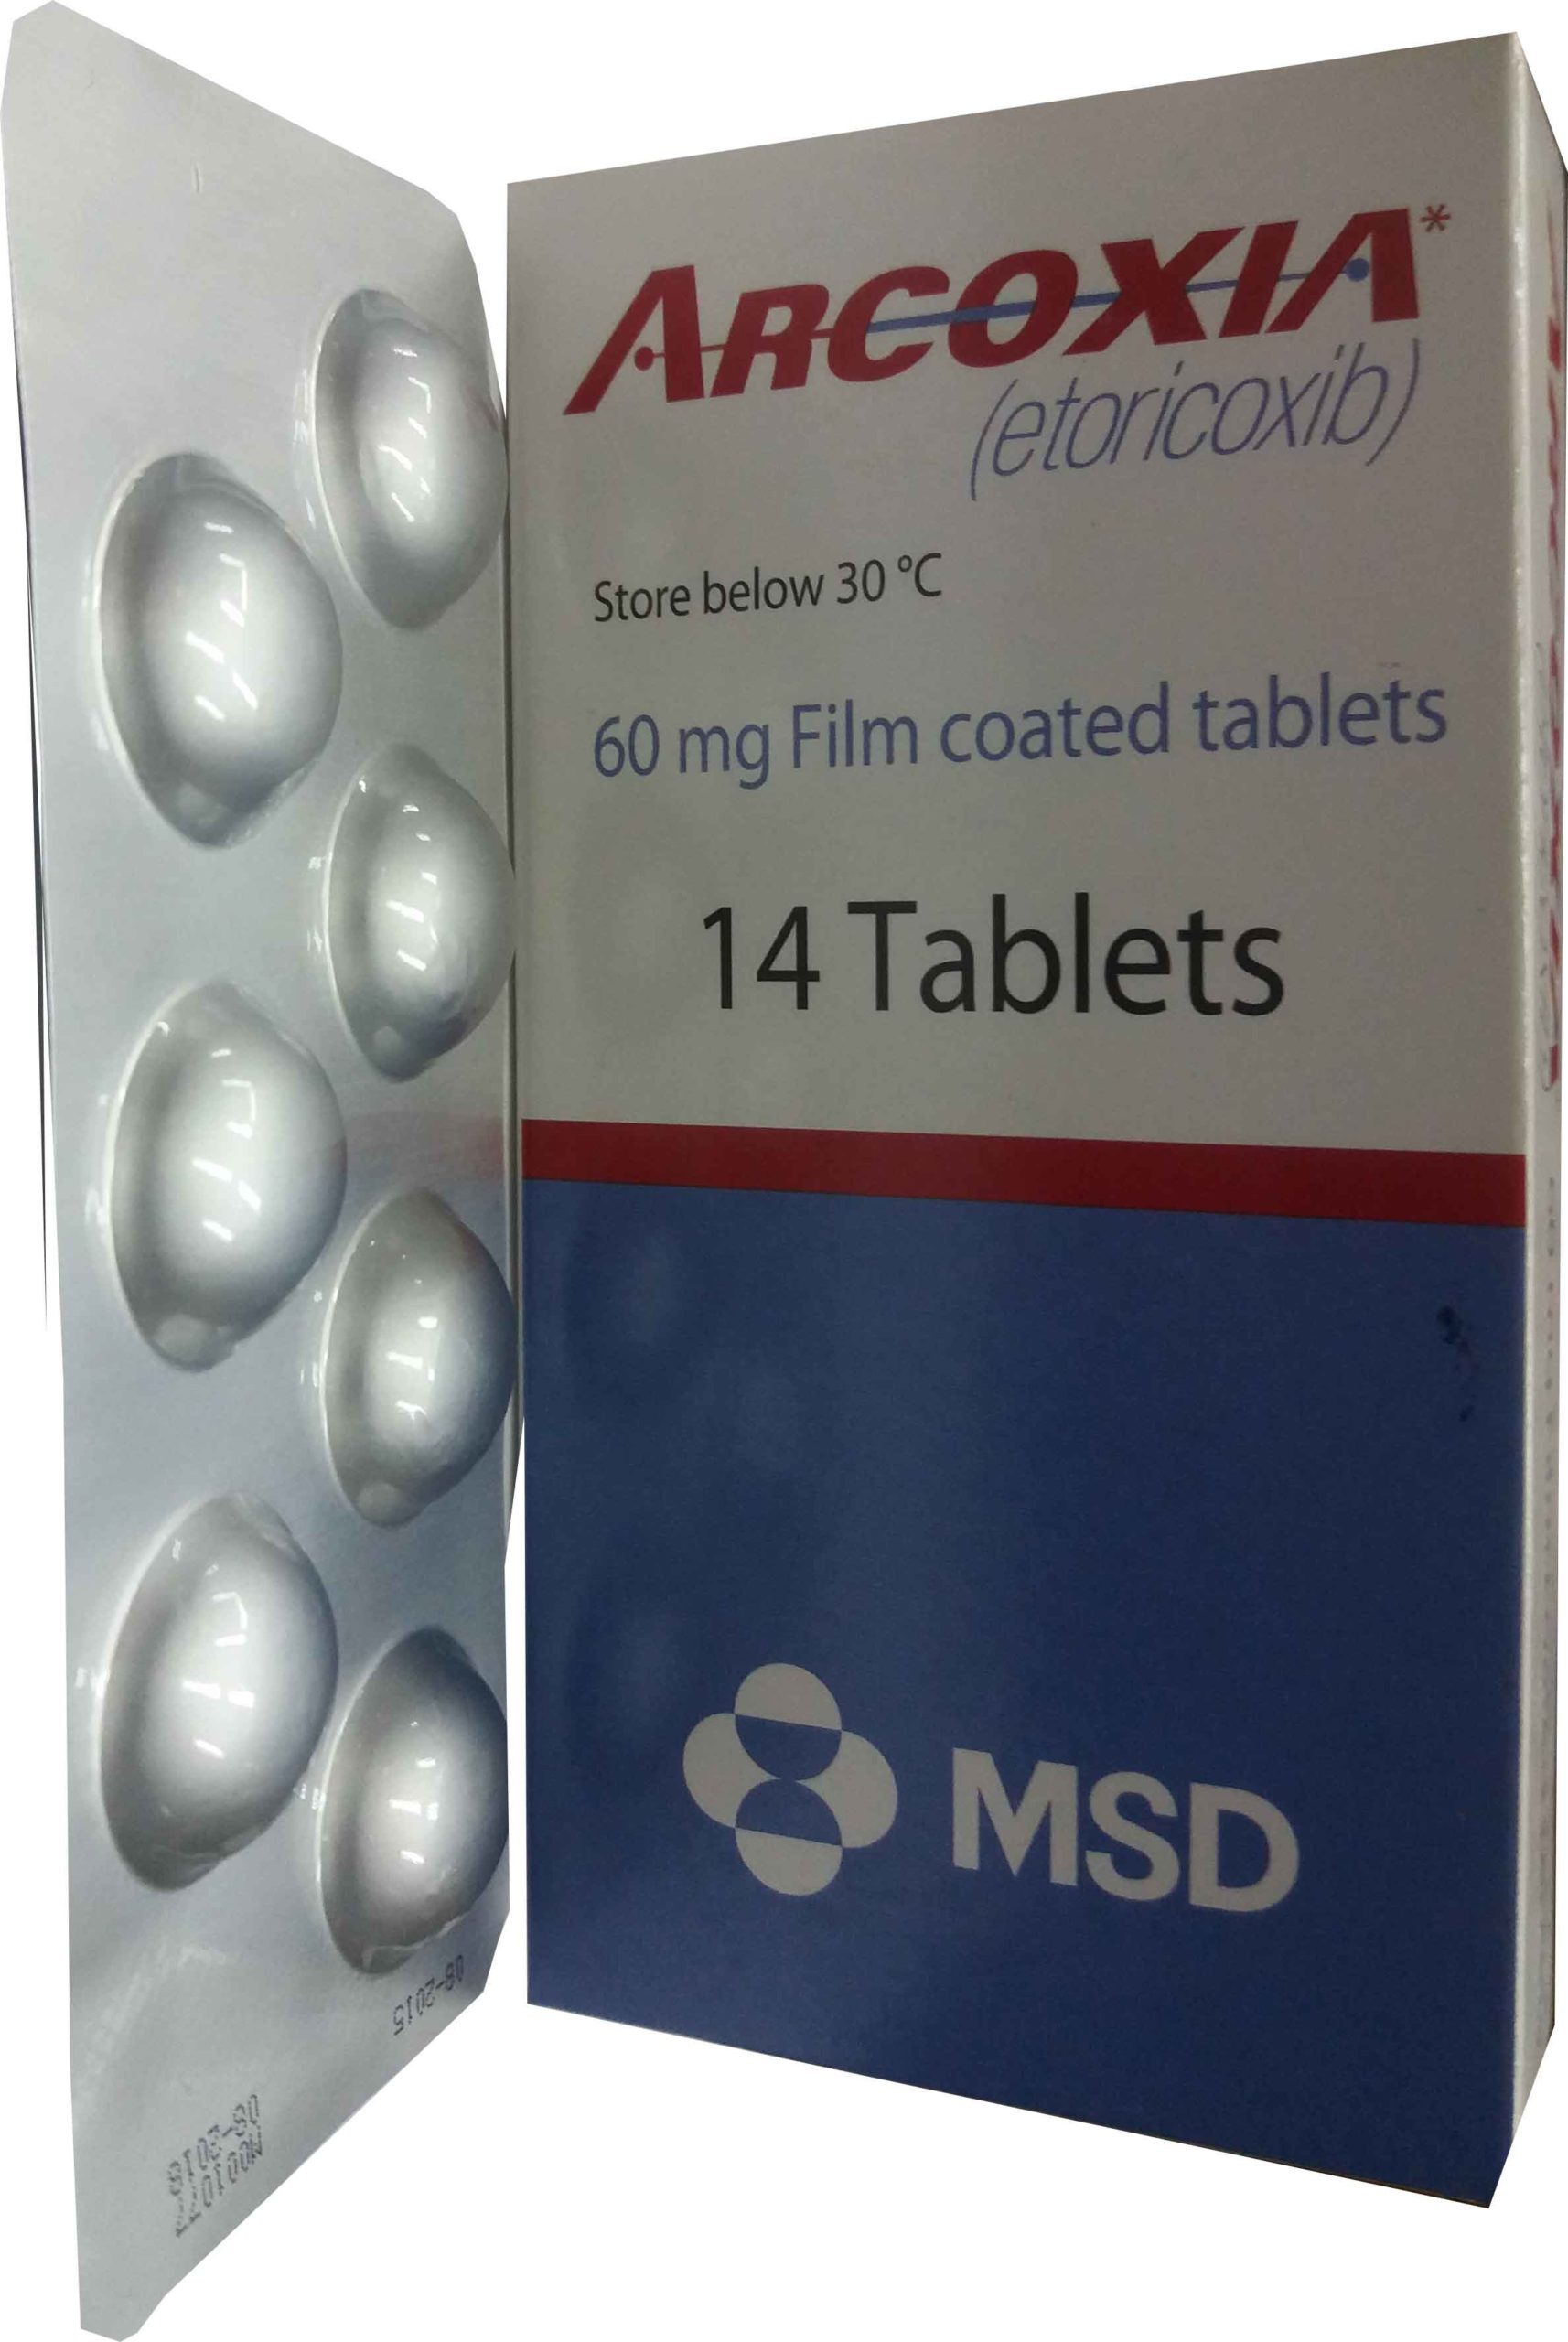 ARCOXIA*
(etoricoxib)
Store below 30 °C
60 mg Film coated tablets
14 Tablets
MSD
08-2015